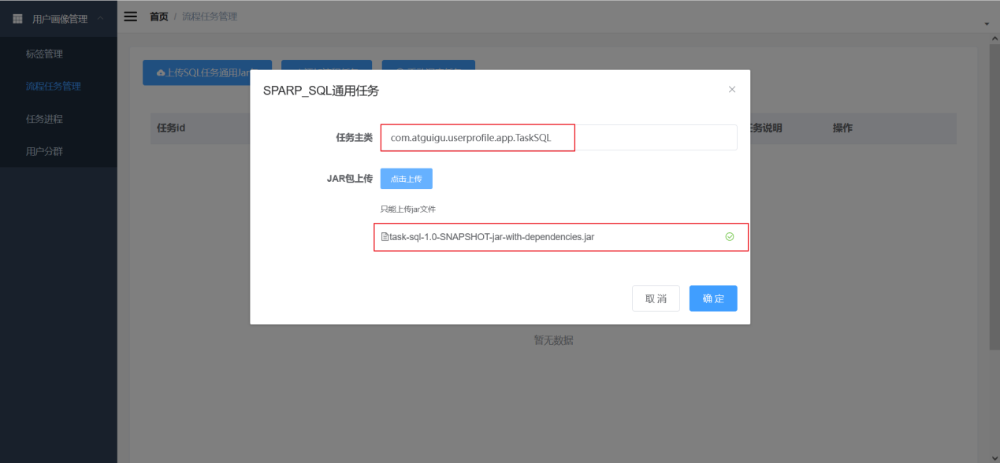 用户画像管理
首页 / 流程任务管理
标签管理
流程任务管理
任务进程
用户分群
上传SQL任务通用Jar
任务id
任务说明
操作
SPARP_SQL通用任务
任务主类
com.atguigu.userprofile.app.TaskSQL
JAR包上传
点击上传
只能上传jar文件
task-sql-1.0-SNAPSHOT-jar-with-dependencies.jar
取 消
确 定
暂无数据